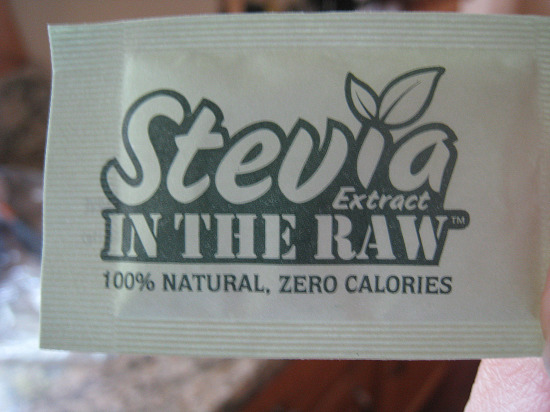 Stevia
Extract
IN THE RAW™
100% NATURAL, ZERO CALORIES